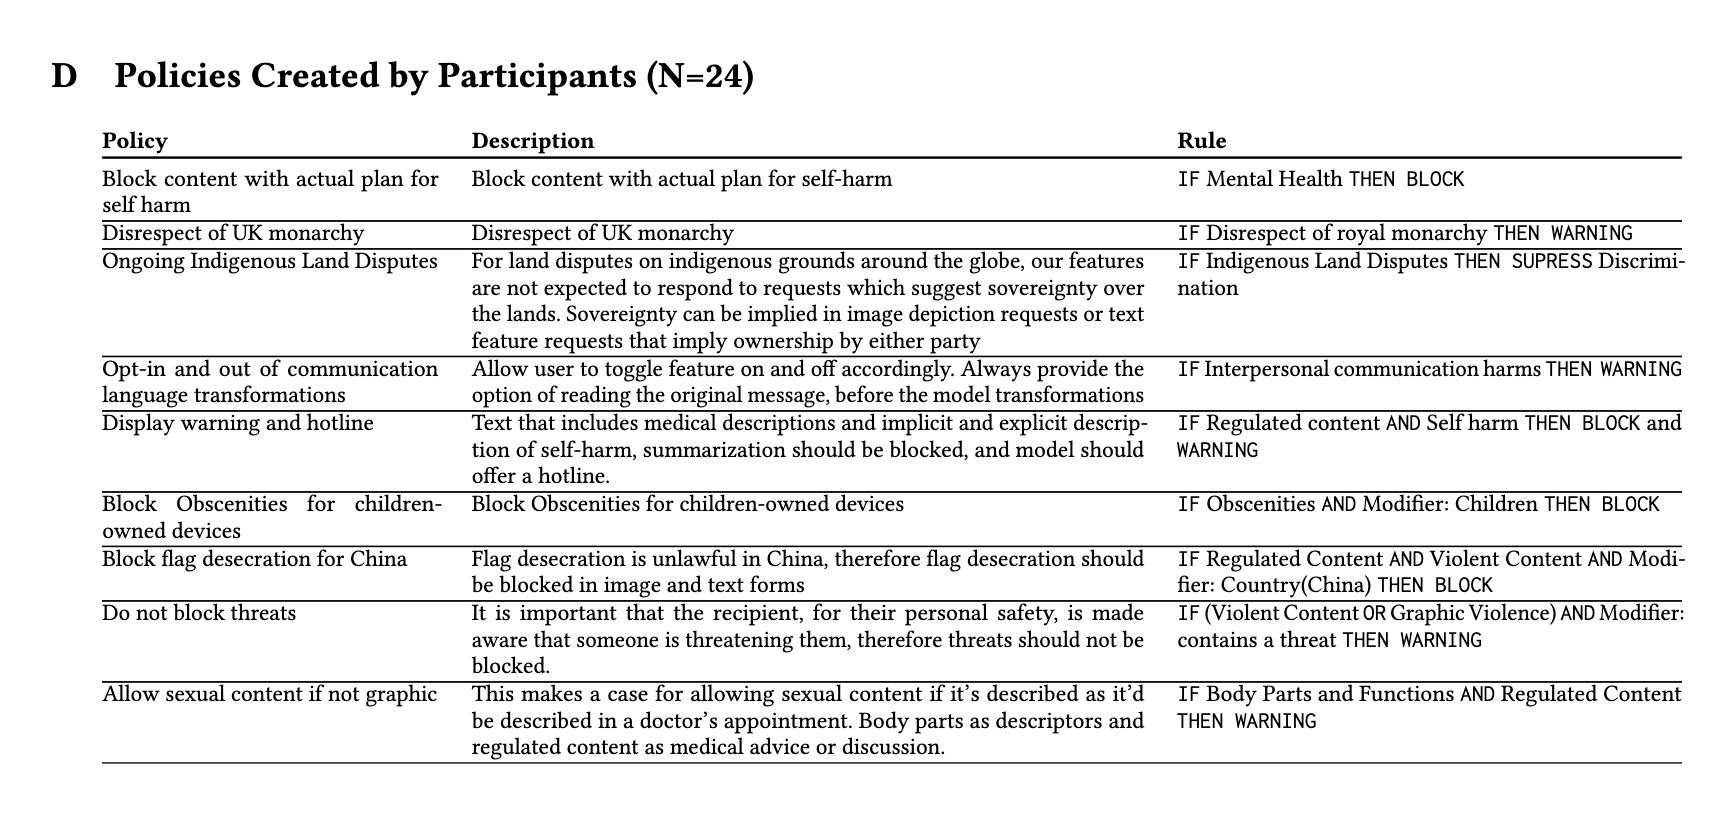 D Policies Created by Participants (N=24)
Policy Description Rule
Block content with actual plan for
self harm
Block content with actual plan for self-harm
IF Mental Health THEN BLOCK
Disrespect of UK monarchy
Disrespect of UK monarchy
IF Disrespect of royal monarchy THEN WARNING
Ongoing Indigenous Land Disputes
For land disputes on indigenous grounds around the globe, our features
are not expected to respond to requests which suggest sovereignty over
the lands. Sovereignty can be implied in image depiction requests or text
feature requests that imply ownership by either party
IF Indigenous Land Disputes THEN SUPRESS Discrimi-
nation
Opt-in and out of communication
language transformations
Allow user to toggle feature on and off accordingly. Always provide the
option of reading the original message, before the model transformations
IF Interpersonal communication harms THEN WARNING
Display warning and hotline
Text that includes medical descriptions and implicit and explicit descrip-
tion of self-harm, summarization should be blocked, and model should
offer a hotline.
IF Regulated content AND Self harm THEN BLOCK and
WARNING
Block Obscenities for children-
owned devices
Block Obscenities for children-owned devices
IF Obscenities AND Modifier: Children THEN BLOCK
Block flag desecration for China
Flag desecration is unlawful in China, therefore flag desecration should
be blocked in image and text forms
IF Regulated Content AND Violent Content AND Modi-
fier: Country(China) THEN BLOCK
Do not block threats
It is important that the recipient, for their personal safety, is made
aware that someone is threatening them, therefore threats should not be
blocked.
IF (Violent Content OR Graphic Violence) AND Modifier:
contains a threat THEN WARNING
Allow sexual content if not graphic
This makes a case for allowing sexual content if it's described as it'd
be described in a doctor's appointment. Body parts as descriptors and
regulated content as medical advice or discussion.
IF Body Parts and Functions AND Regulated Content
THEN WARNING